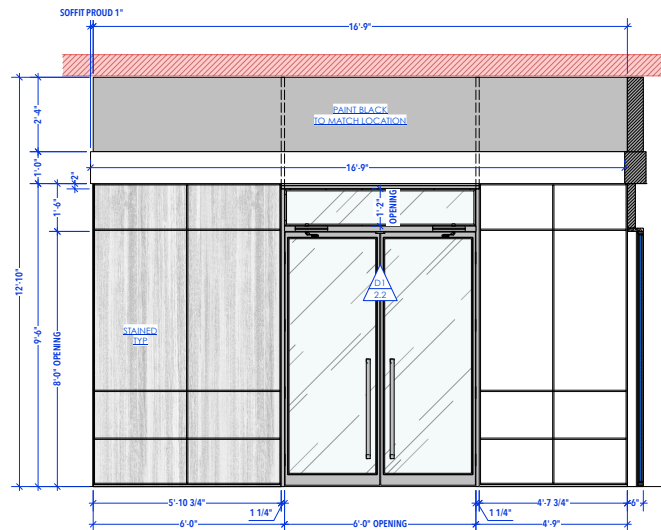 SOFFIT PROUD 1"
16'-9"
PAINT BLACK
TO MATCH LOCATION
2'-4"
1'-0"
16'-9"
2"
1'-6"
1'-2"
OPENING
12'-10"
9'-6"
8'-0" OPENING
D1
2.2
STAINED
TYP
5'-10 3/4"
1 1/4"
1 1/4"
4'-7 3/4"
6"
6'-0"
6'-0" OPENING
4'-9"